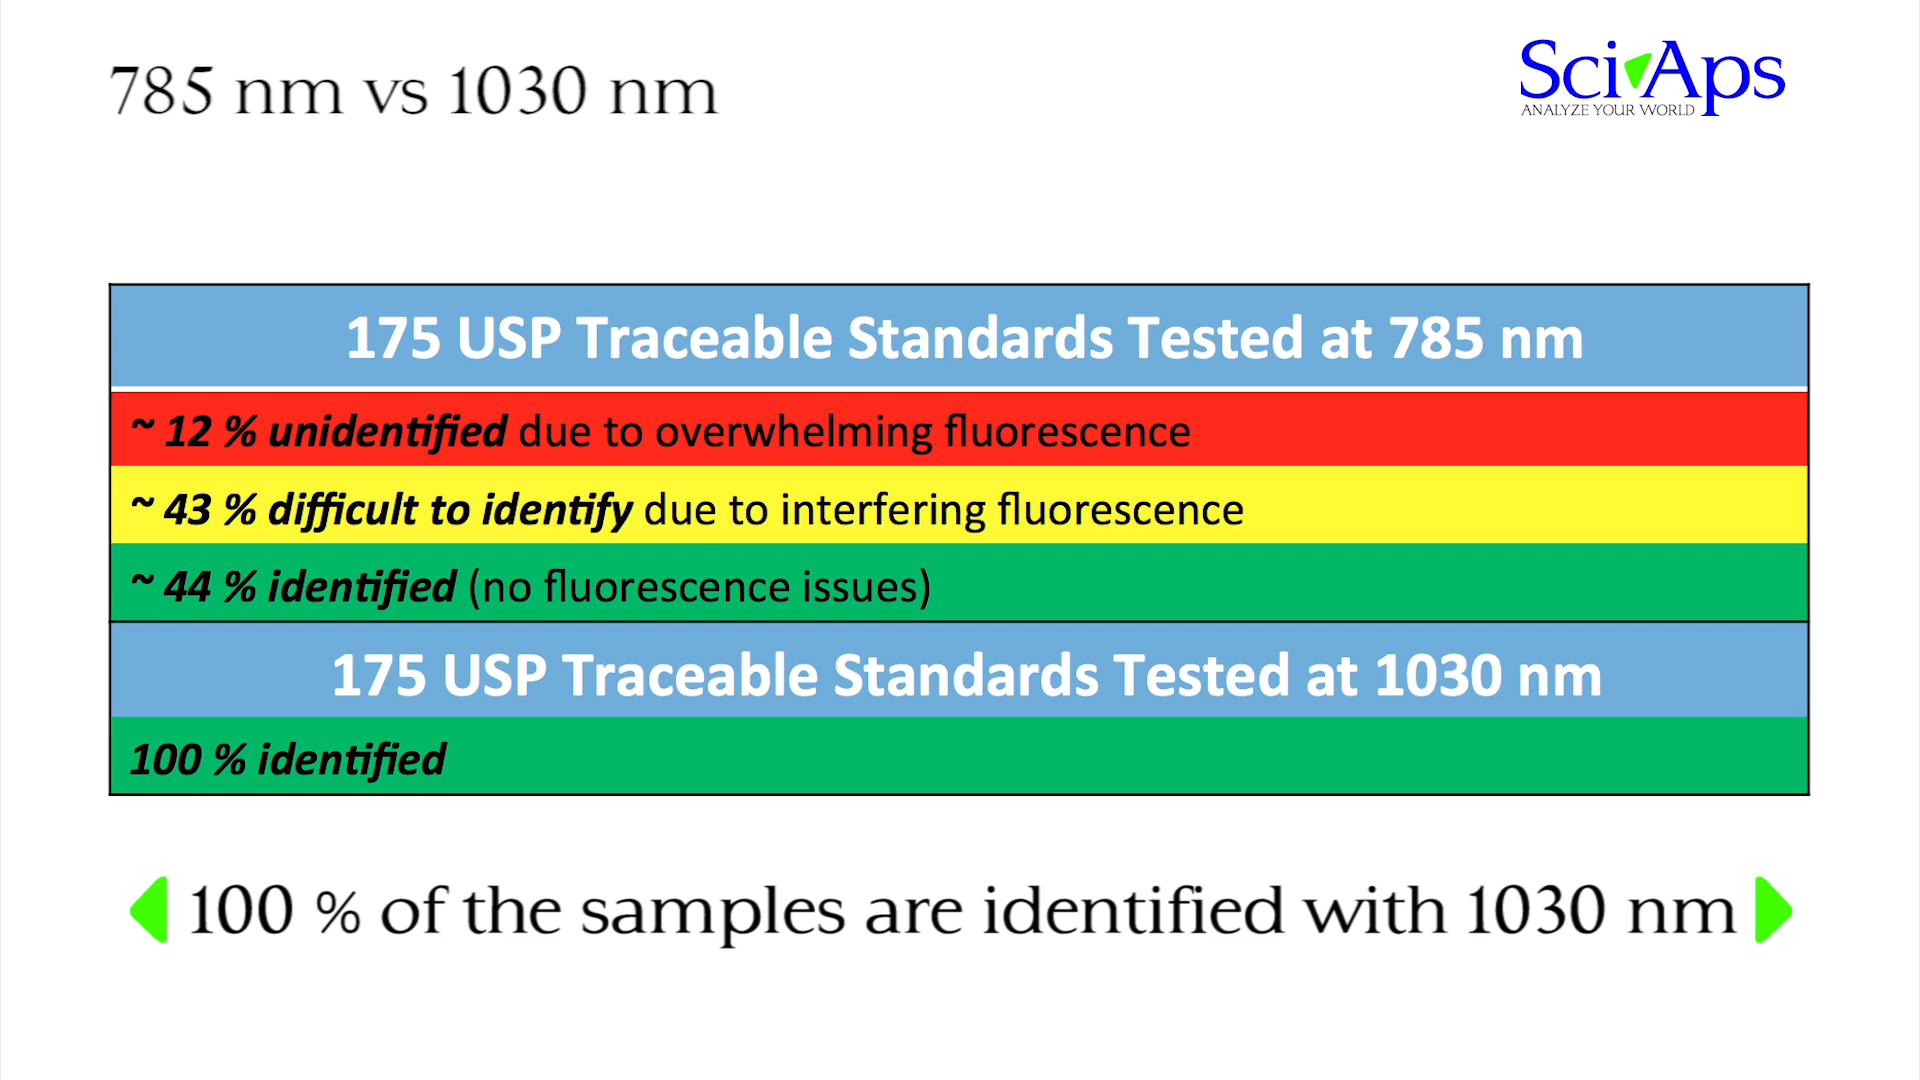 785 nm vs 1030 nm
SciAps
ANALYZE YOUR WORLD
175 USP Traceable Standards Tested at 785 nm
~ 12 % unidentified due to overwhelming fluorescence
~ 43 % difficult to identify due to interfering fluorescence
~ 44 % identified (no fluorescence issues)
175 USP Traceable Standards Tested at 1030 nm
100 % identified
100 % of the samples are identified with 1030 nm